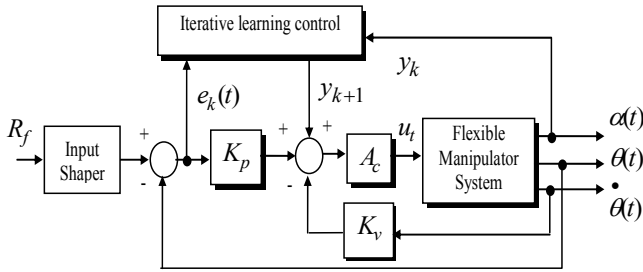 Iterative learning control
y_k
e_k(t)
y_{k+1}
R_f
+
+
+
u_t
α(t)
Input
Shaper
K_p
A_c
Flexible
Manipulator
System
θ(t)
-
-
θ̇(t)
K_v